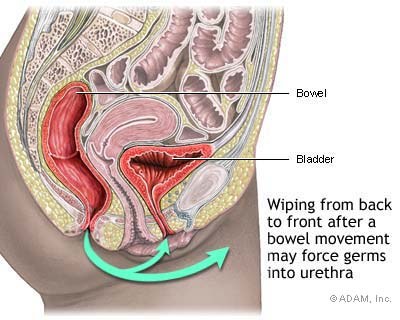 Bowel
Bladder
Wiping from back
to front after a
bowel movement
may force germs
into urethra
© ADAM, Inc.